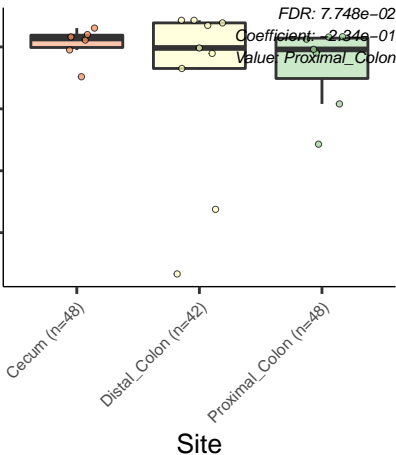 FDR: 7.748e−02
Coefficient: −2.34e−01
Value: Proximal_Colon
Cecum (n=48)
Distal_Colon (n=42)
Proximal_Colon (n=48)
Site